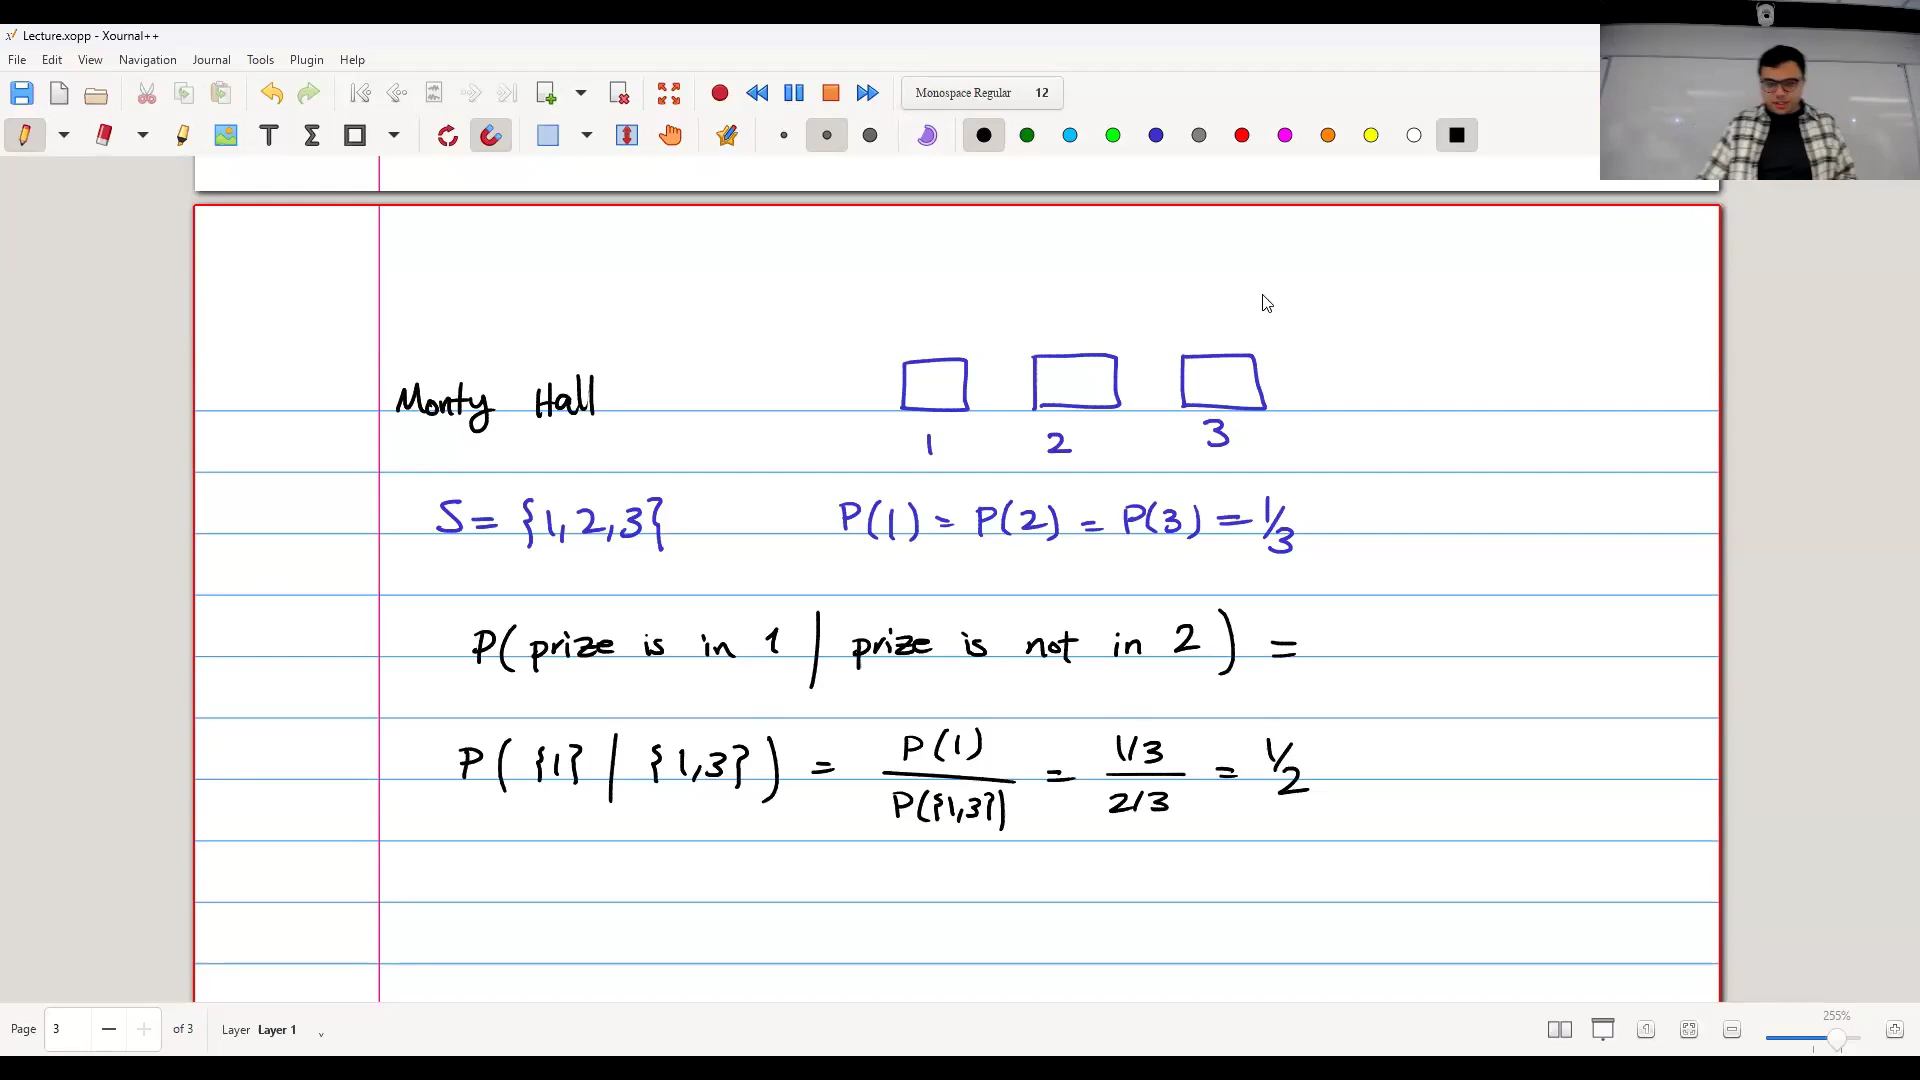 Lecture.xopp - Xournal++
File Edit View Navigation Journal Tools Plugin Help
Monospace Regular 12
Monty Hall
1 2 3
S = {1,2,3} P(1) = P(2) = P(3) = 1/3
P( prize is in 1 | prize is not in 2 ) =
P( {1} | {1,3} ) = P(1) / P({1,3}) = 1/3 / 2/3 = 1/2
Page 3 of 3 Layer Layer 1 255%